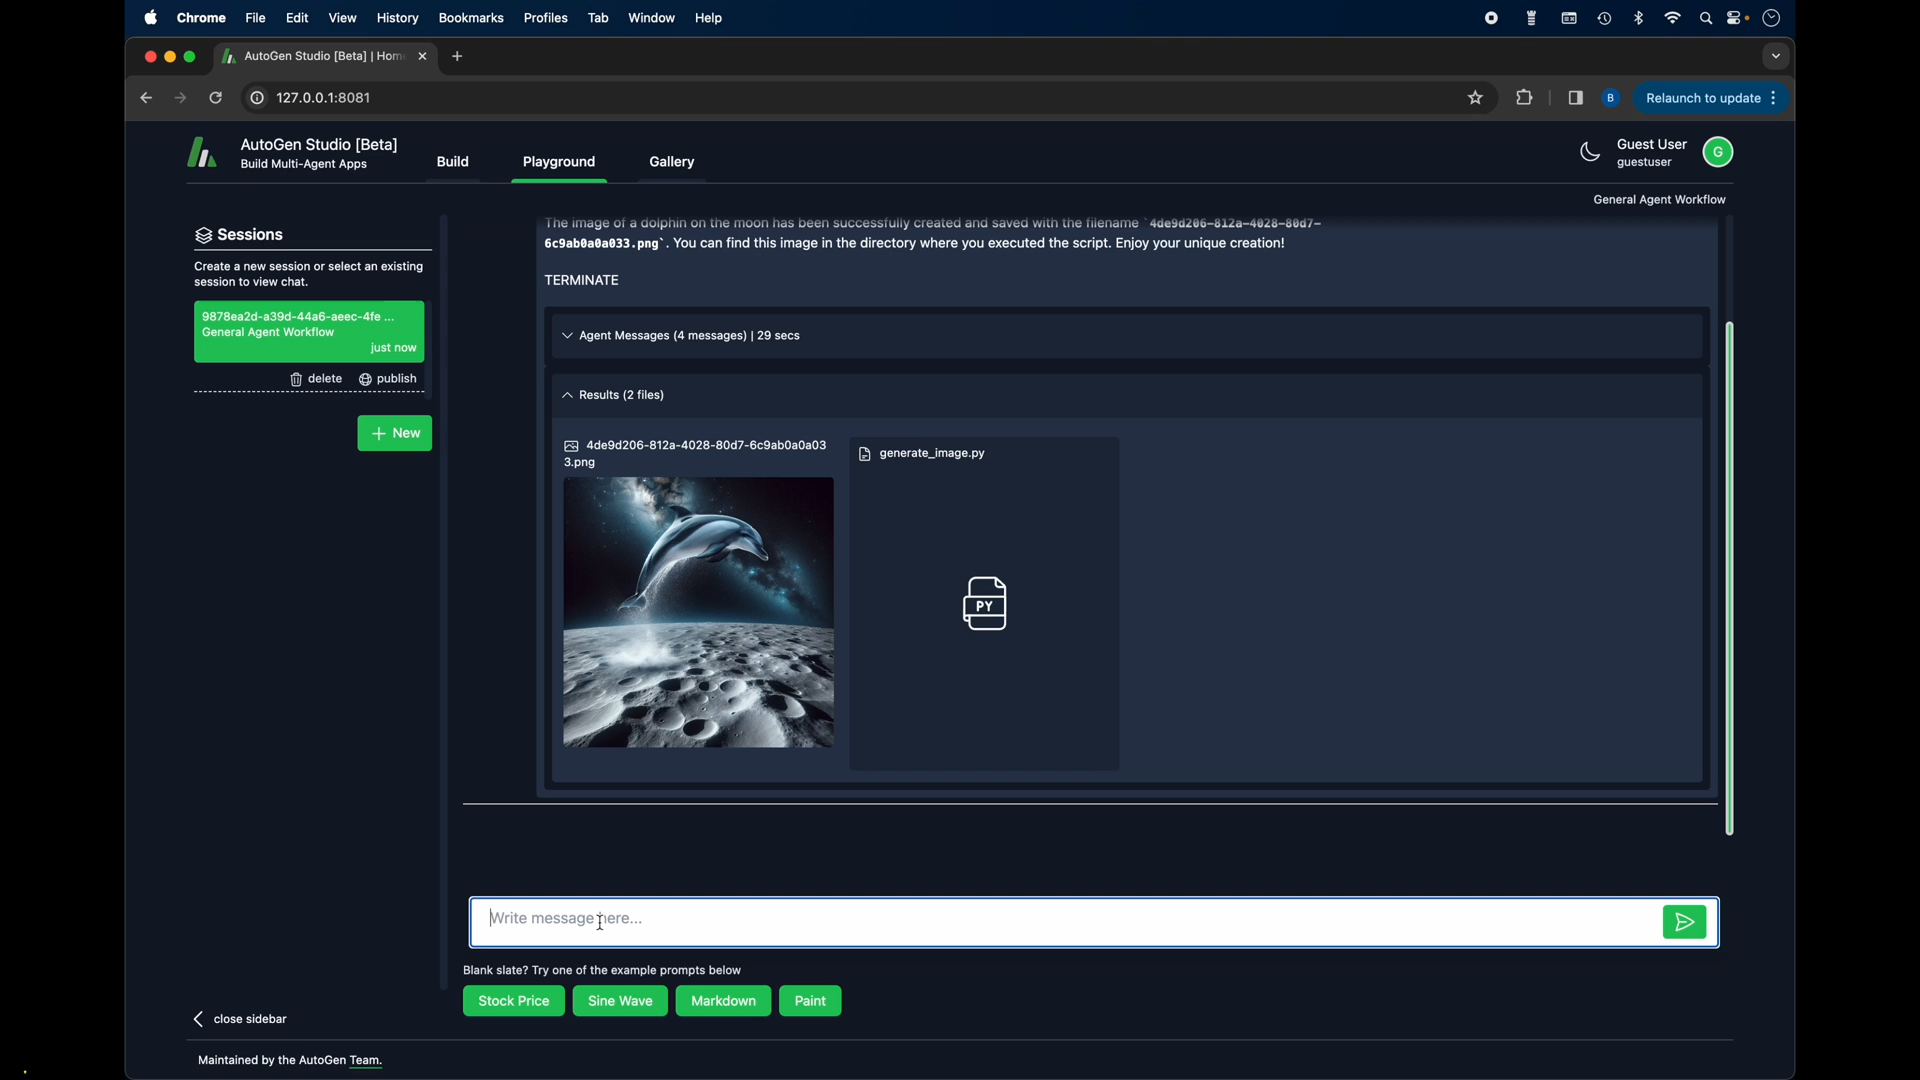 Chrome File Edit View History Bookmarks Profiles Tab Window Help
AutoGen Studio [Beta] | Hom
127.0.0.1:8081
B
Relaunch to update
AutoGen Studio [Beta]
Build Multi-Agent Apps
Build
Playground
Gallery
Guest User
guestuser
G
General Agent Workflow
Sessions
Create a new session or select an existing
session to view chat.
9878ea2d-a39d-44a6-aeec-4fe ...
General Agent Workflow
just now
delete
publish
+ New
The image of a dolphin on the moon has been successfully created and saved with the filename `4de9d206-812a-4028-80d7-
6c9ab0a0a033.png`. You can find this image in the directory where you executed the script. Enjoy your unique creation!
TERMINATE
Agent Messages (4 messages) | 29 secs
Results (2 files)
4de9d206-812a-4028-80d7-6c9ab0a0a03
3.png
generate_image.py
PY
Write message here...
Blank slate? Try one of the example prompts below
Stock Price
Sine Wave
Markdown
Paint
close sidebar
Maintained by the AutoGen Team.